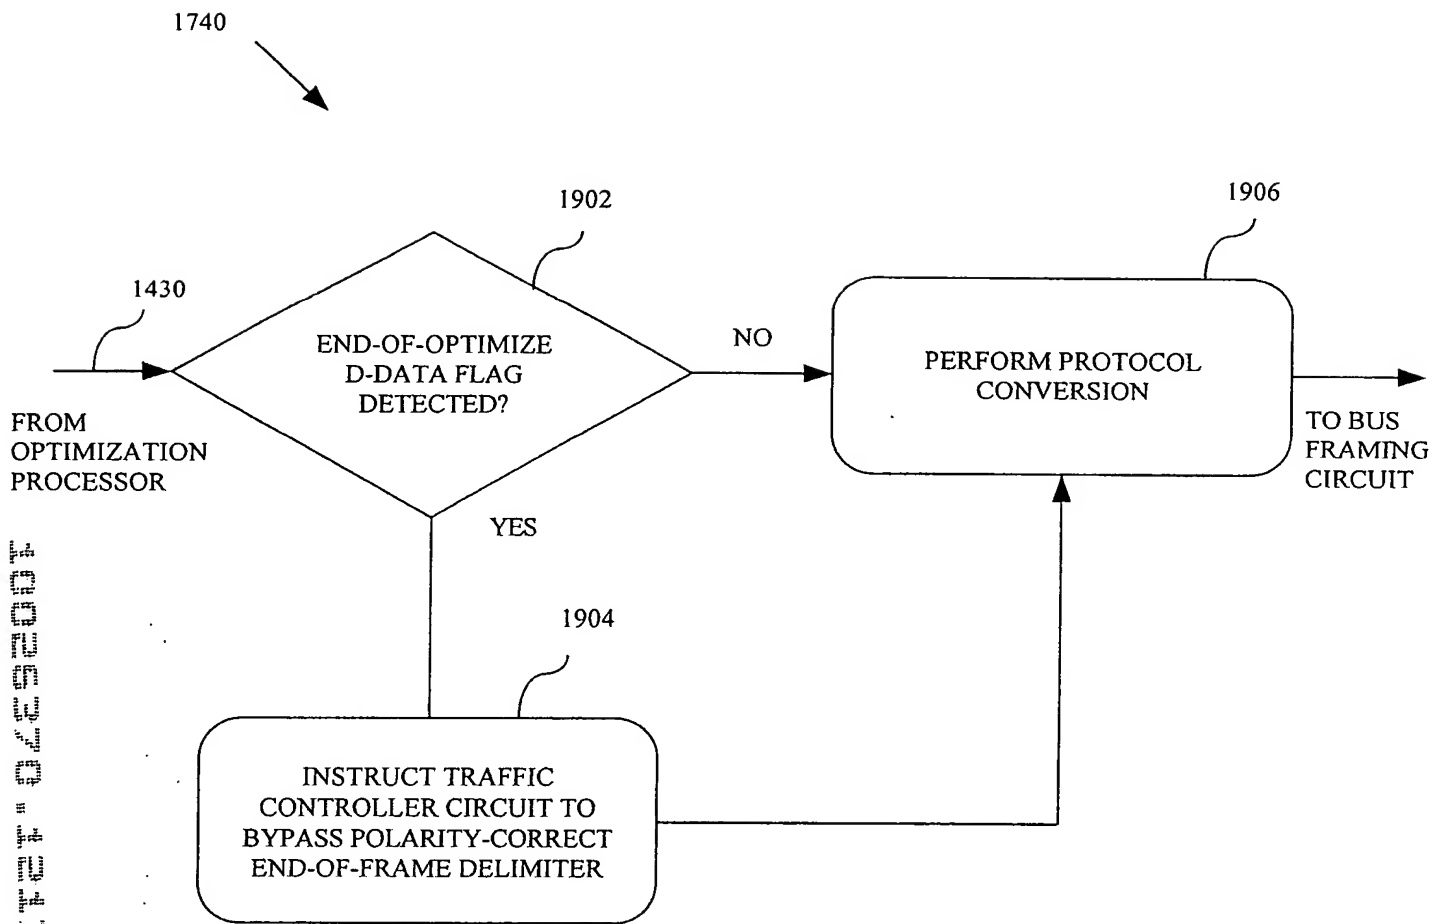 1740
1902
1906
1430
END-OF-OPTIMIZE
D-DATA FLAG
DETECTED?
NO
PERFORM PROTOCOL
CONVERSION
FROM
OPTIMIZATION
PROCESSOR
TO BUS
FRAMING
CIRCUIT
YES
1904
INSTRUCT TRAFFIC
CONTROLLER CIRCUIT TO
BYPASS POLARITY-CORRECT
END-OF-FRAME DELIMITER